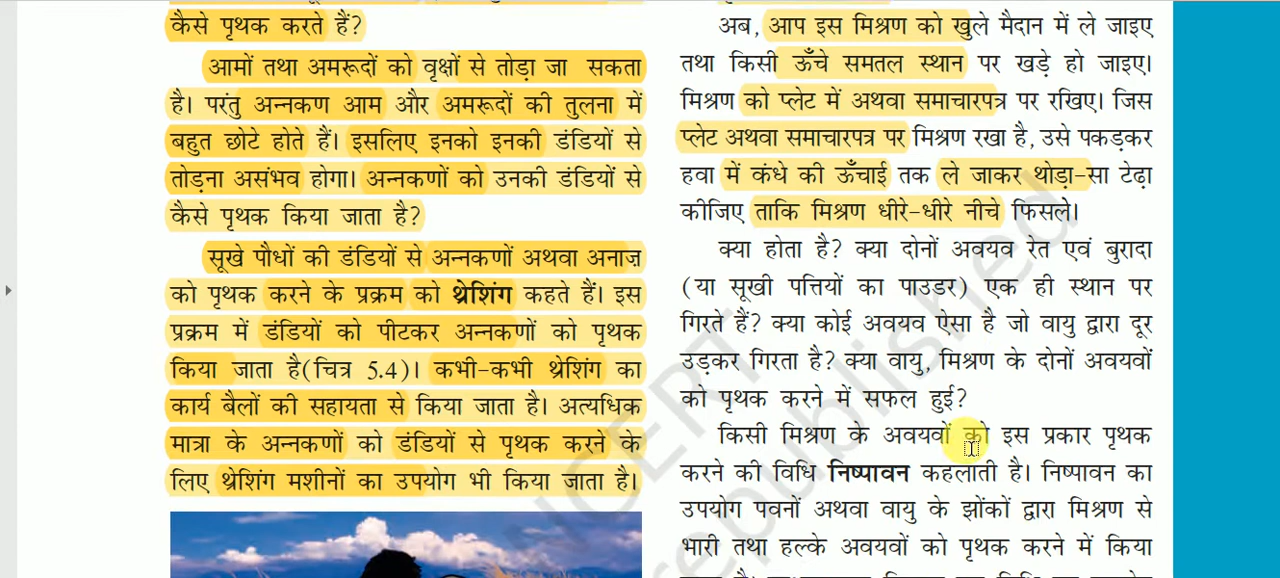 कैसे पृथक करते हैं?
आमों तथा अमरूदों को वृक्षों से तोड़ा जा सकता
है। परंतु अन्नकण आम और अमरूदों की तुलना में
बहुत छोटे होते हैं। इसलिए इनको इनकी डंडियों से
तोड़ना असंभव होगा। अन्नकणों को उनकी डंडियों से
कैसे पृथक किया जाता है?
सूखे पौधों की डंडियों से अन्नकणों अथवा अनाज
को पृथक करने के प्रक्रम को थ्रेशिंग कहते हैं। इस
प्रक्रम में डंडियों को पीटकर अन्नकणों को पृथक
किया जाता है(चित्र 5.4)। कभी-कभी थ्रेशिंग का
कार्य बैलों की सहायता से किया जाता है। अत्यधिक
मात्रा के अन्नकणों को डंडियों से पृथक करने के
लिए थ्रेशिंग मशीनों का उपयोग भी किया जाता है।
अब, आप इस मिश्रण को खुले मैदान में ले जाइए
तथा किसी ऊँचे समतल स्थान पर खड़े हो जाइए।
मिश्रण को प्लेट में अथवा समाचारपत्र पर रखिए। जिस
प्लेट अथवा समाचारपत्र पर मिश्रण रखा है, उसे पकड़कर
हवा में कंधे की ऊँचाई तक ले जाकर थोड़ा-सा टेढ़ा
कीजिए ताकि मिश्रण धीरे-धीरे नीचे फिसले।
क्या होता है? क्या दोनों अवयव रेत एवं बुरादा
(या सूखी पत्तियों का पाउडर) एक ही स्थान पर
गिरते हैं? क्या कोई अवयव ऐसा है जो वायु द्वारा दूर
उड़कर गिरता है? क्या वायु, मिश्रण के दोनों अवयवों
को पृथक करने में सफल हुई?
किसी मिश्रण के अवयवों को इस प्रकार पृथक
करने की विधि निष्पावन कहलाती है। निष्पावन का
उपयोग पवनों अथवा वायु के झोंकों द्वारा मिश्रण से
भारी तथा हल्के अवयवों को पृथक करने में किया
NCERT
republished